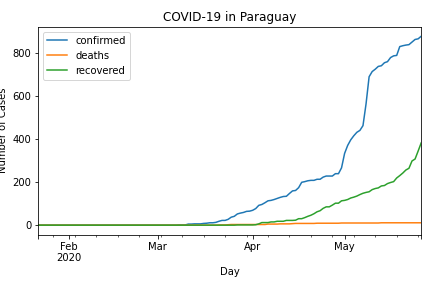 COVID-19 in Paraguay
confirmed
deaths
recovered
Number of Cases
800
600
400
200
0
Feb
2020
Mar
Apr
May
Day